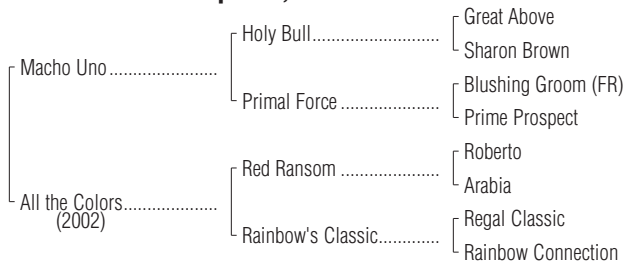 Holy Bull
Great Above
Sharon Brown
Macho Uno
Primal Force
Blushing Groom (FR)
Prime Prospect
Red Ransom
Roberto
Arabia
All the Colors
(2002)
Rainbow's Classic
Regal Classic
Rainbow Connection